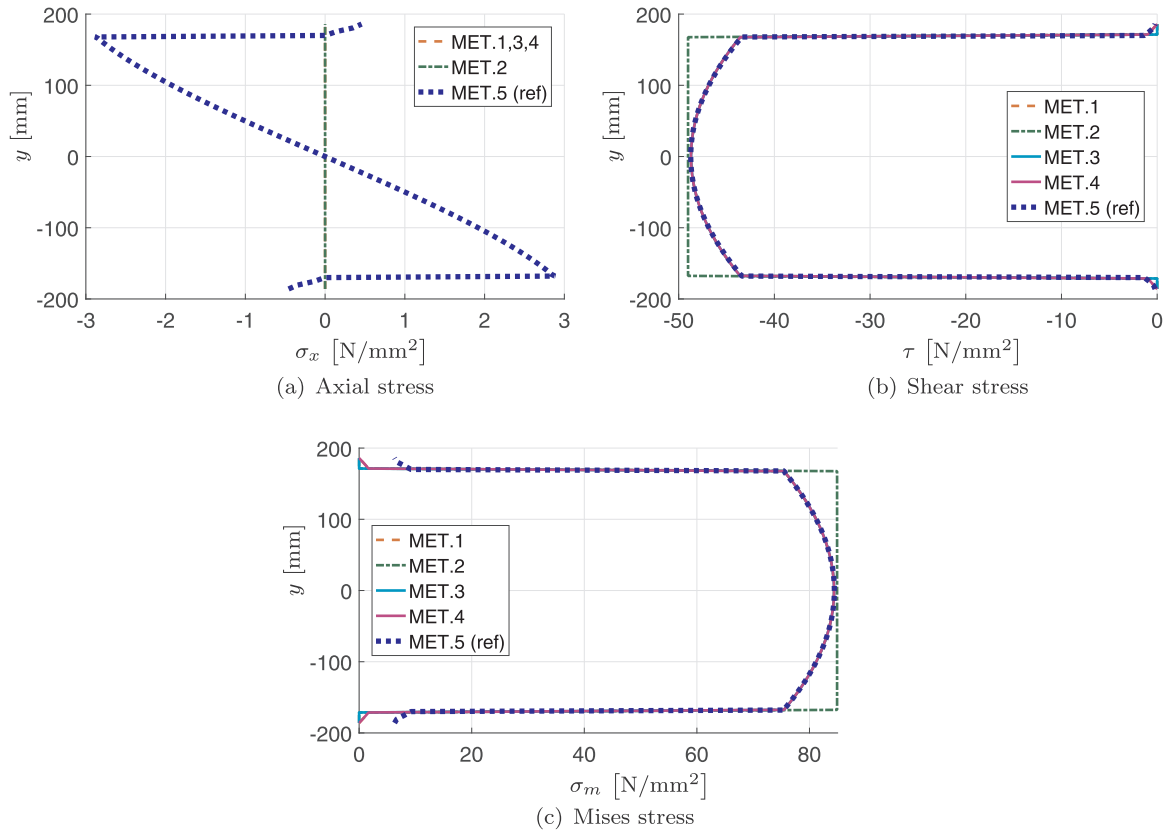 200
100
0
-100
-200
y [mm]
-3 -2 -1 0 1 2 3
σx [N/mm²]
MET.1,3,4
MET.2
MET.5 (ref)
(a) Axial stress
200
100
0
-100
-200
y [mm]
-50 -40 -30 -20 -10 0
τ [N/mm²]
MET.1
MET.2
MET.3
MET.4
MET.5 (ref)
(b) Shear stress
200
100
0
-100
-200
y [mm]
0 20 40 60 80
σm [N/mm²]
MET.1
MET.2
MET.3
MET.4
MET.5 (ref)
(c) Mises stress